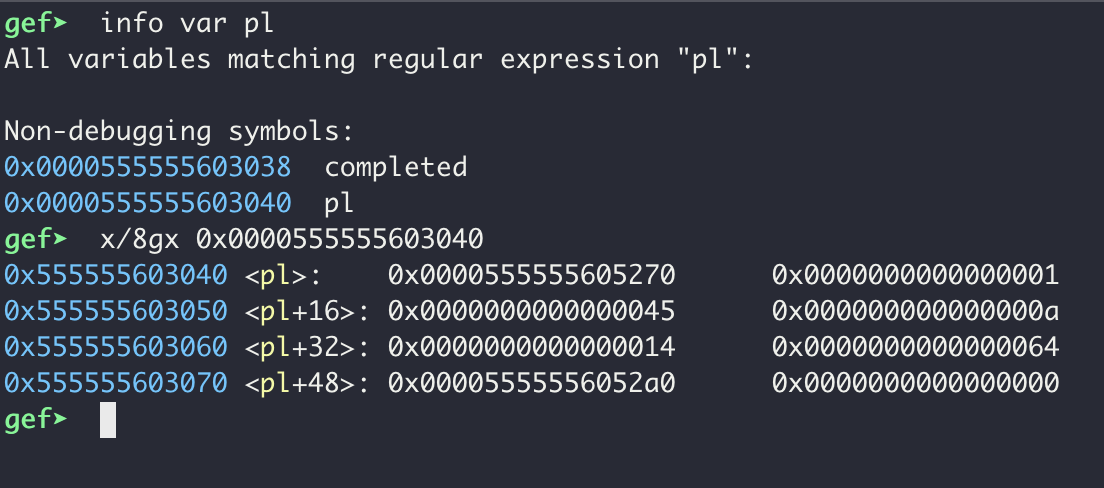 gef➤ info var pl
All variables matching regular expression "pl":
Non-debugging symbols:
0x0000555555603038 completed
0x0000555555603040 pl
gef➤ x/8gx 0x0000555555603040
0x555555603040 <pl>: 0x0000555555605270 0x0000000000000001
0x555555603050 <pl+16>: 0x0000000000000045 0x000000000000000a
0x555555603060 <pl+32>: 0x0000000000000014 0x0000000000000064
0x555555603070 <pl+48>: 0x00005555556052a0 0x0000000000000000
gef➤